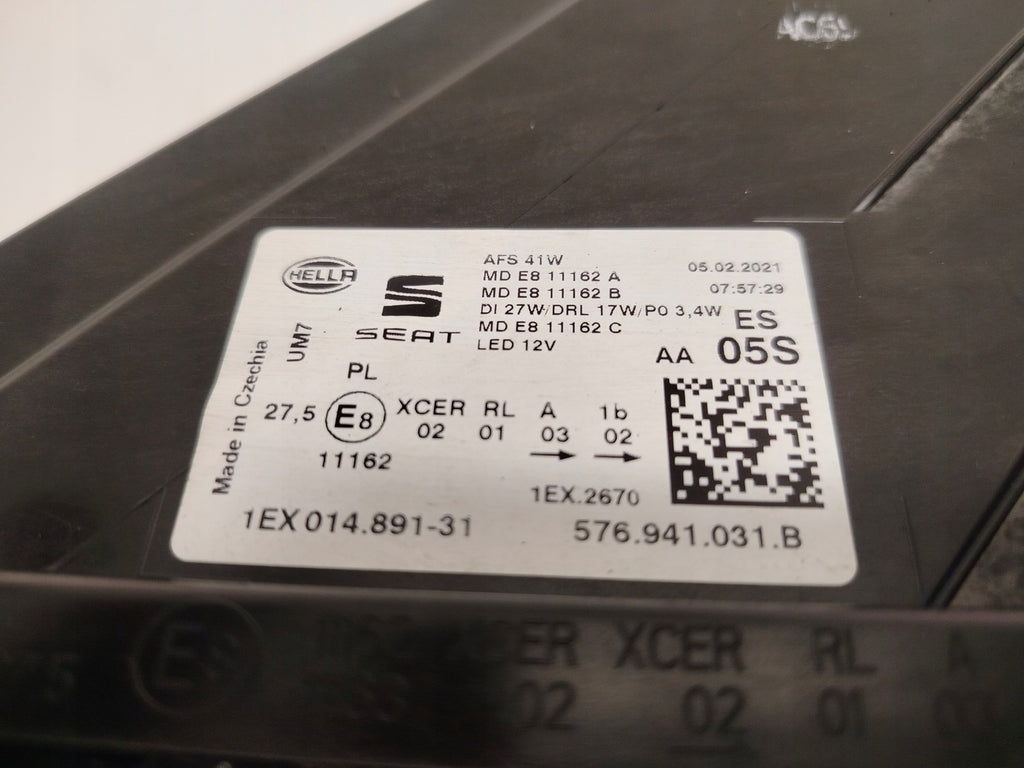 HELLA
SEAT
UM7
Made in Czechia
AFS 41W
MD E8 11162 A
MD E8 11162 B
DI 27W/DRL 17W/PO 3,4W
MD E8 11162 C
LED 12V
05.02.2021
07:57:29
ES
AA 05S
PL
27,5 E8 XCER RL A 1b
02 01 03 02
11162
1EX.2670
1EX 014.891-31
576.941.031.B
XCER RL A
02 02 01